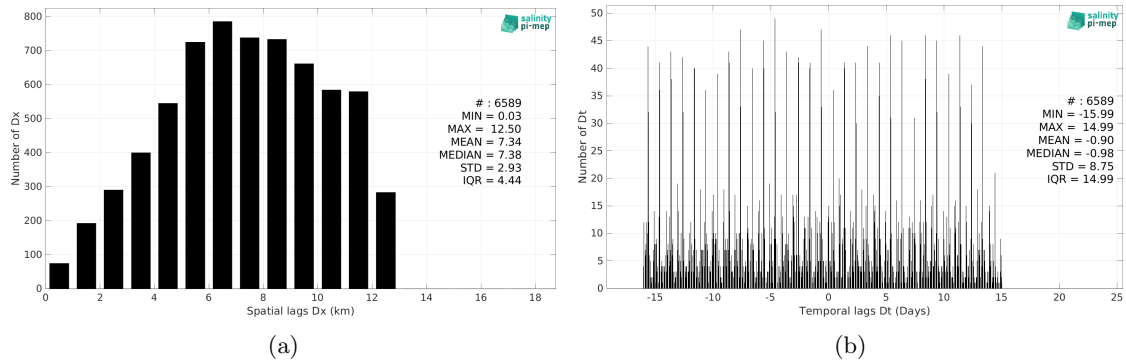 800
700
600
500
400
300
200
100
0
Number of Dx
0
2
4
6
8
10
12
14
16
18
Spatial lags Dx (km)
salinity
pi-mep
# : 6589
MIN = 0.03
MAX = 12.50
MEAN = 7.34
MEDIAN = 7.38
STD = 2.93
IQR = 4.44
(a)
50
45
40
35
30
25
20
15
10
5
0
Number of Dt
-15
-10
-5
0
5
10
15
20
25
Temporal lags Dt (Days)
salinity
pi-mep
# : 6589
MIN = -15.99
MAX = 14.99
MEAN = -0.90
MEDIAN = -0.98
STD = 8.75
IQR = 14.99
(b)